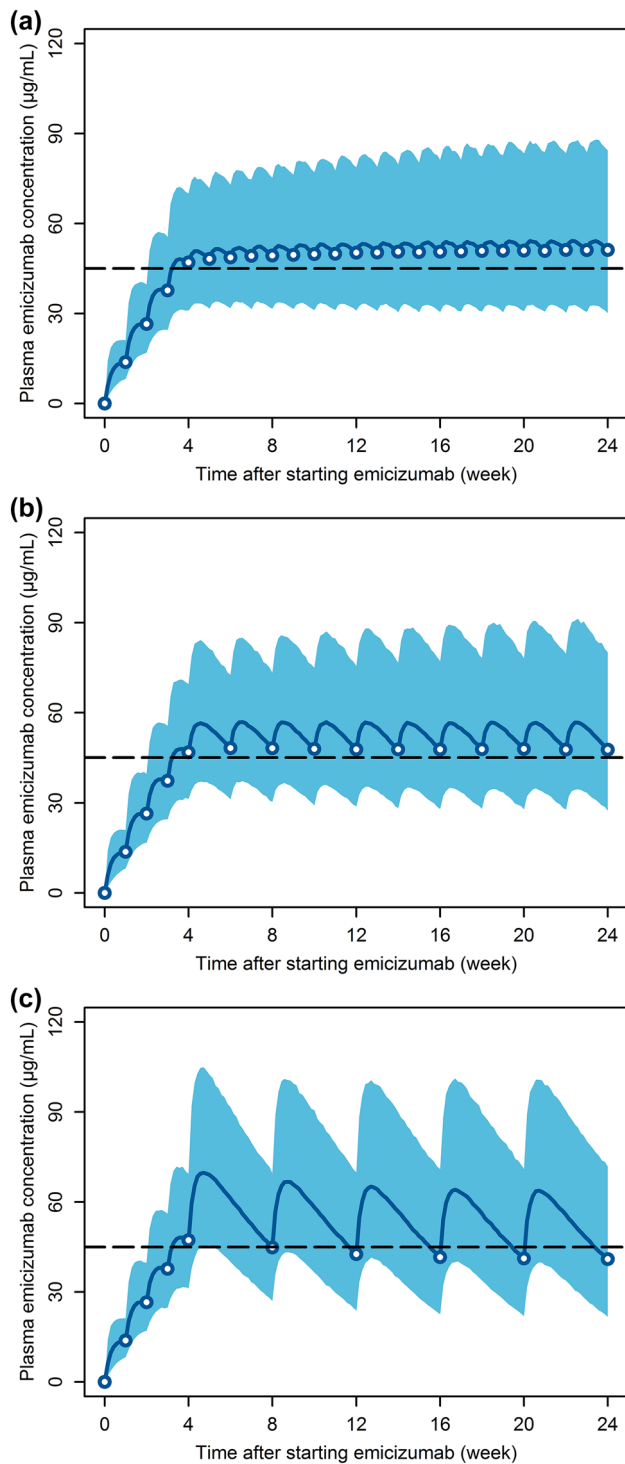 (a)
Plasma emicizumab concentration (µg/mL)
120
90
60
30
0
0 4 8 12 16 20 24
Time after starting emicizumab (week)
(b)
Plasma emicizumab concentration (µg/mL)
120
90
60
30
0
0 4 8 12 16 20 24
Time after starting emicizumab (week)
(c)
Plasma emicizumab concentration (µg/mL)
120
90
60
30
0
0 4 8 12 16 20 24
Time after starting emicizumab (week)